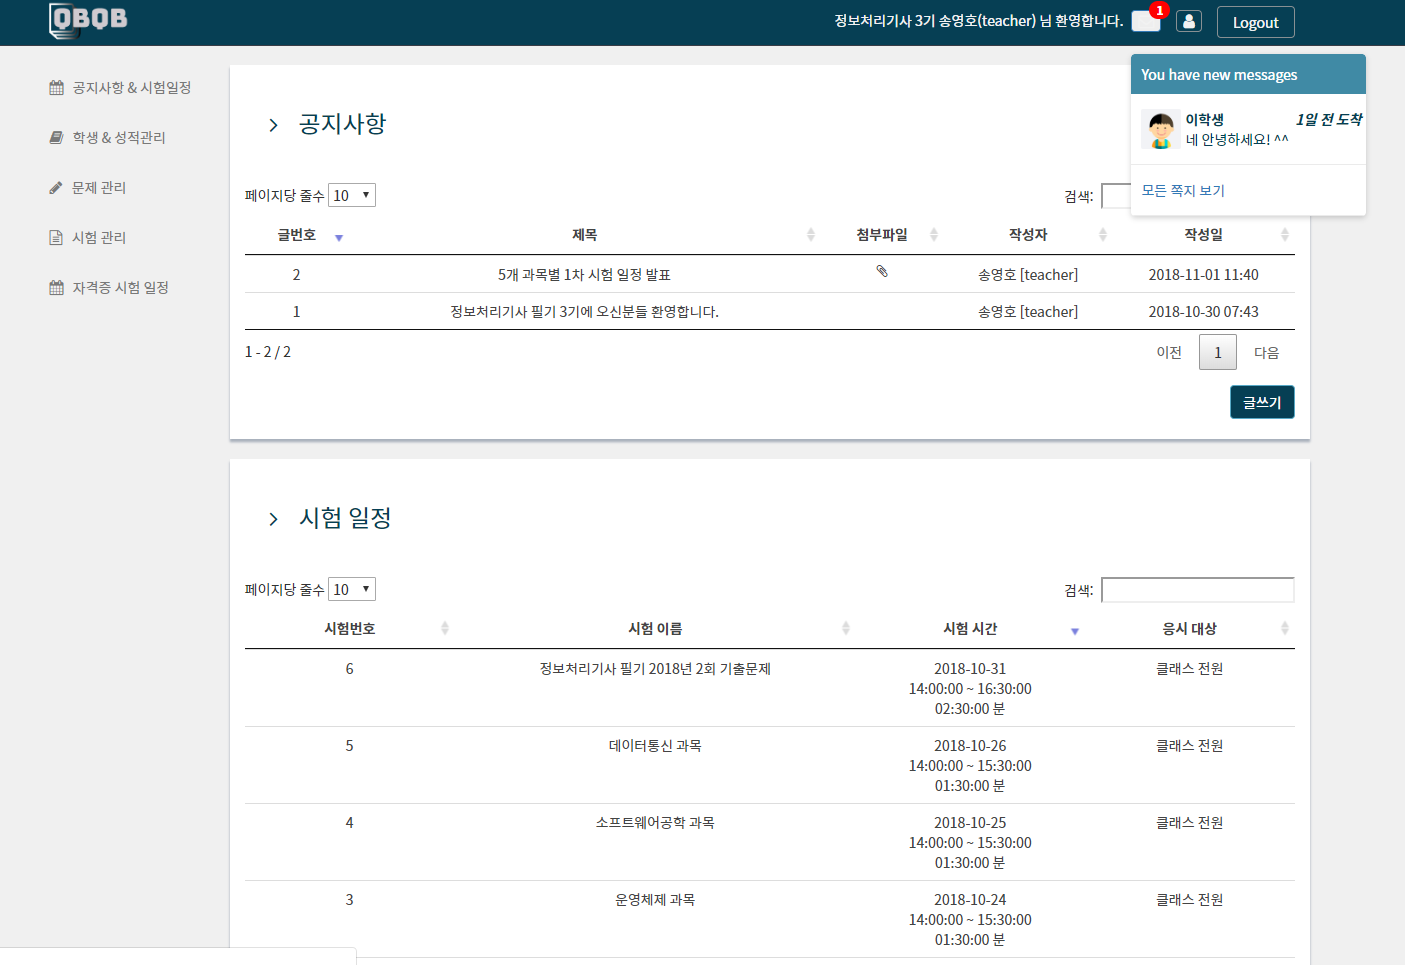 QBQB
정보처리기사 3기 송영호(teacher) 님 환영합니다.
1
Logout
You have new messages
이학생 1일 전 도착
네 안녕하세요! ^^
모든 쪽지 보기
공지사항 & 시험일정
학생 & 성적관리
문제 관리
시험 관리
자격증 시험 일정
공지사항
페이지당 줄수 10 검색:
글번호 제목 첨부파일 작성자 작성일
2 5개 과목별 1차 시험 일정 발표 송영호 [teacher] 2018-11-01 11:40
1 정보처리기사 필기 3기에 오신분들 환영합니다. 송영호 [teacher] 2018-10-30 07:43
1 - 2 / 2 이전 1 다음
글쓰기
시험 일정
페이지당 줄수 10 검색:
시험번호 시험 이름 시험 시간 응시 대상
6 정보처리기사 필기 2018년 2회 기출문제 2018-10-31 클래스 전원
14:00:00 ~ 16:30:00
02:30:00 분
5 데이터통신 과목 2018-10-26 클래스 전원
14:00:00 ~ 15:30:00
01:30:00 분
4 소프트웨어공학 과목 2018-10-25 클래스 전원
14:00:00 ~ 15:30:00
01:30:00 분
3 운영체제 과목 2018-10-24 클래스 전원
14:00:00 ~ 15:30:00
01:30:00 분